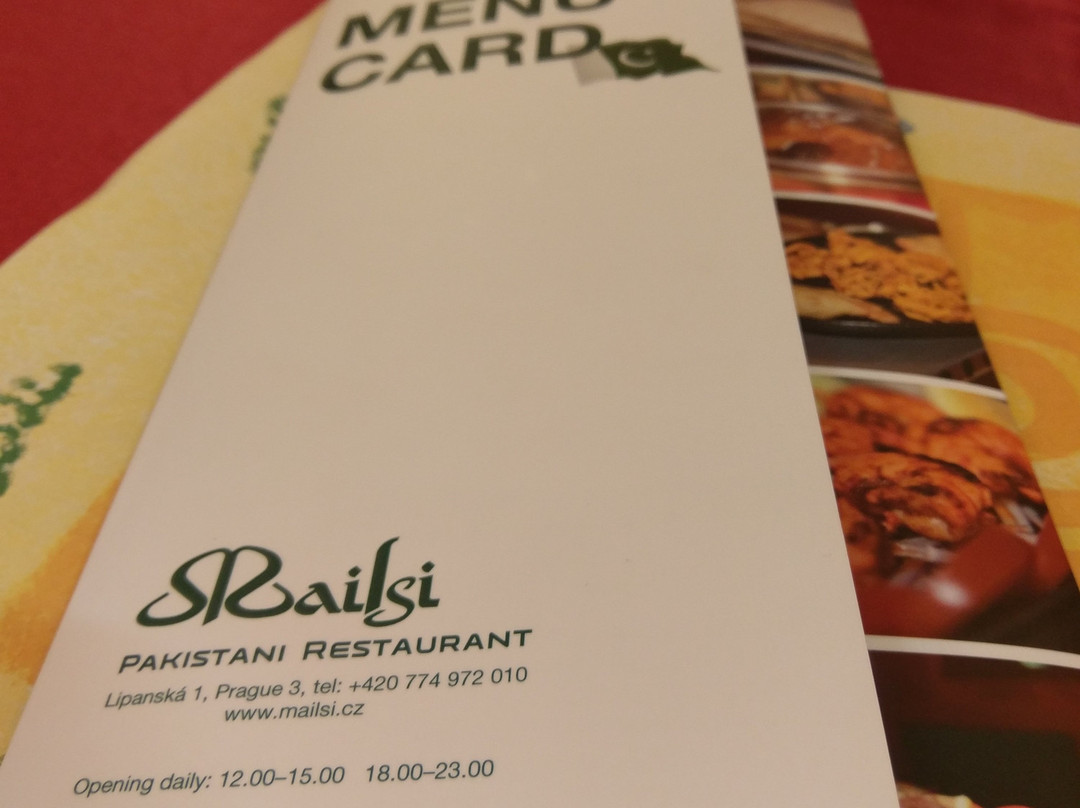 MENU
CARD
Mailsi
PAKISTANI RESTAURANT
Lipanská 1, Prague 3, tel: +420 774 972 010
www.mailsi.cz
Opening daily: 12.00–15.00 18.00–23.00